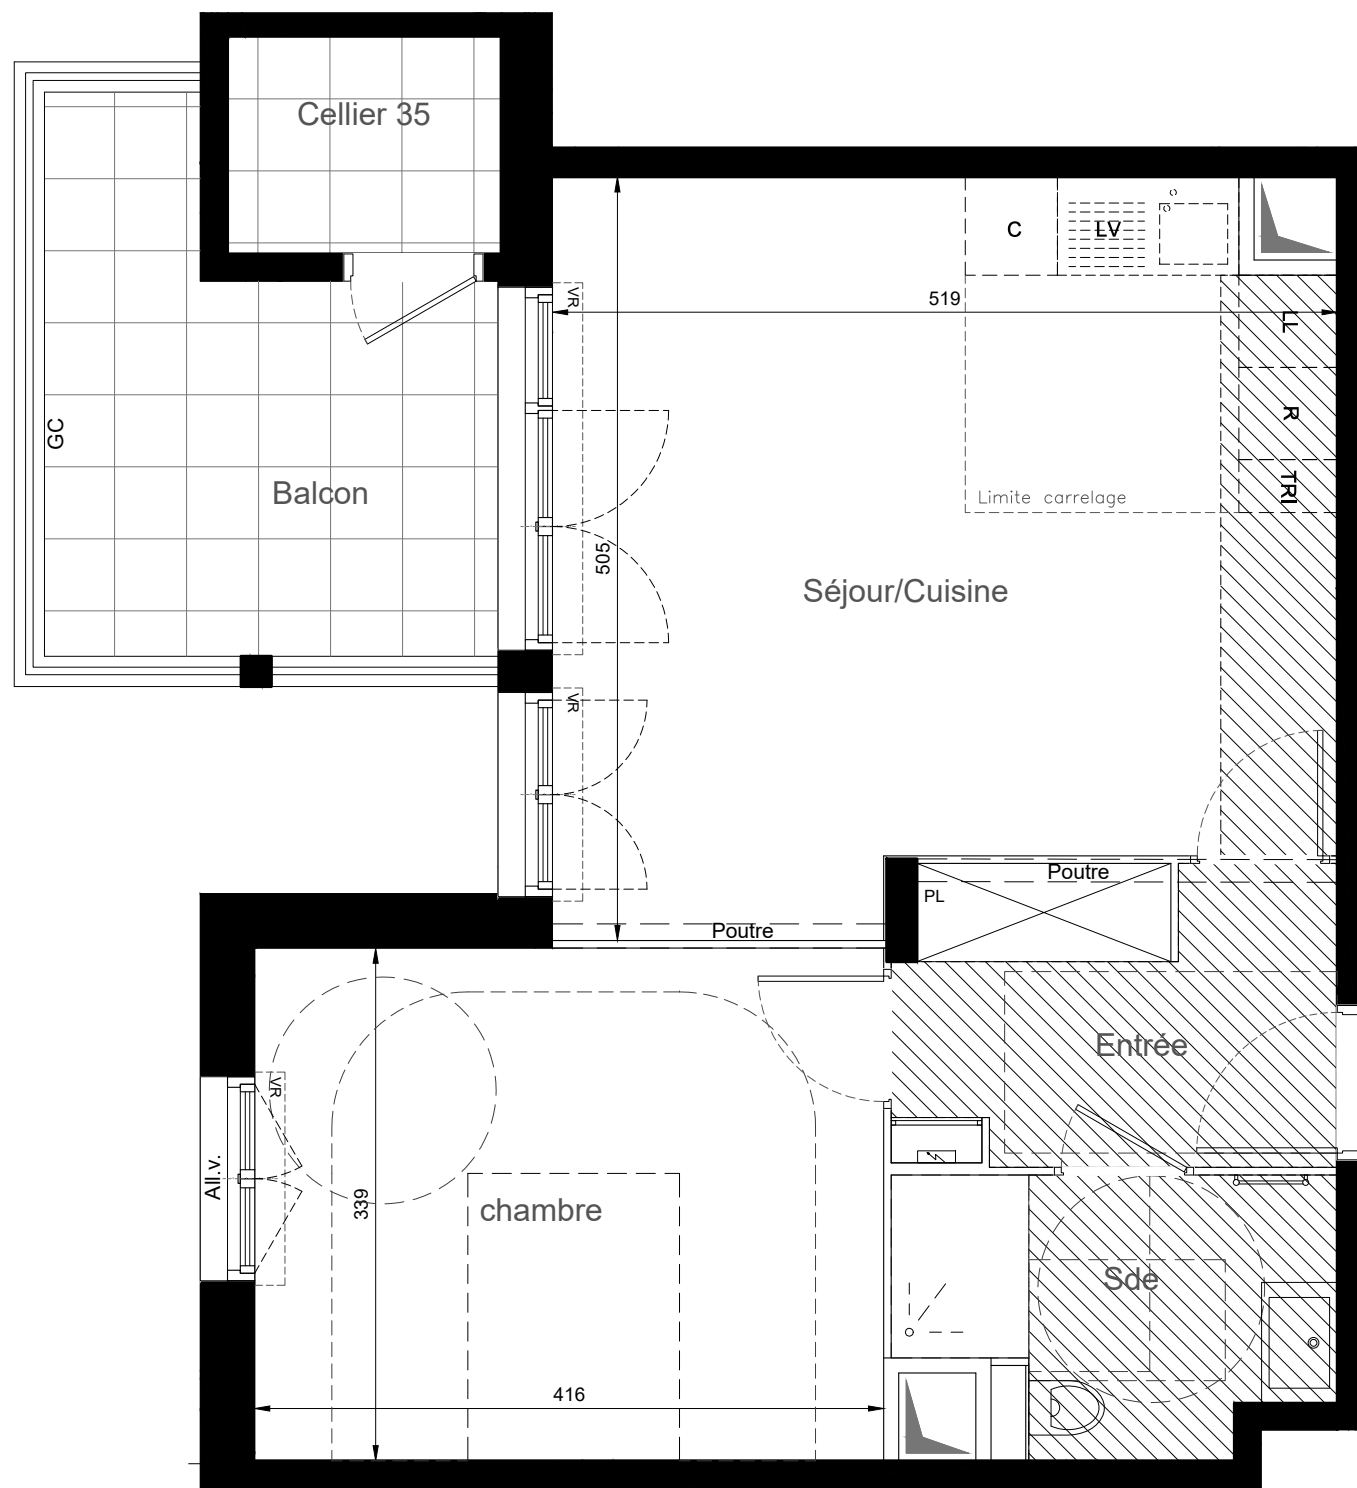 Cellier 35
C
LV
VR
519
LL
R
GC
Balcon
Limite carrelage
TRI
505
Séjour/Cuisine
VR
Poutre
PL
Poutre
Entrée
VR
All.v.
339
chambre
Sde
416